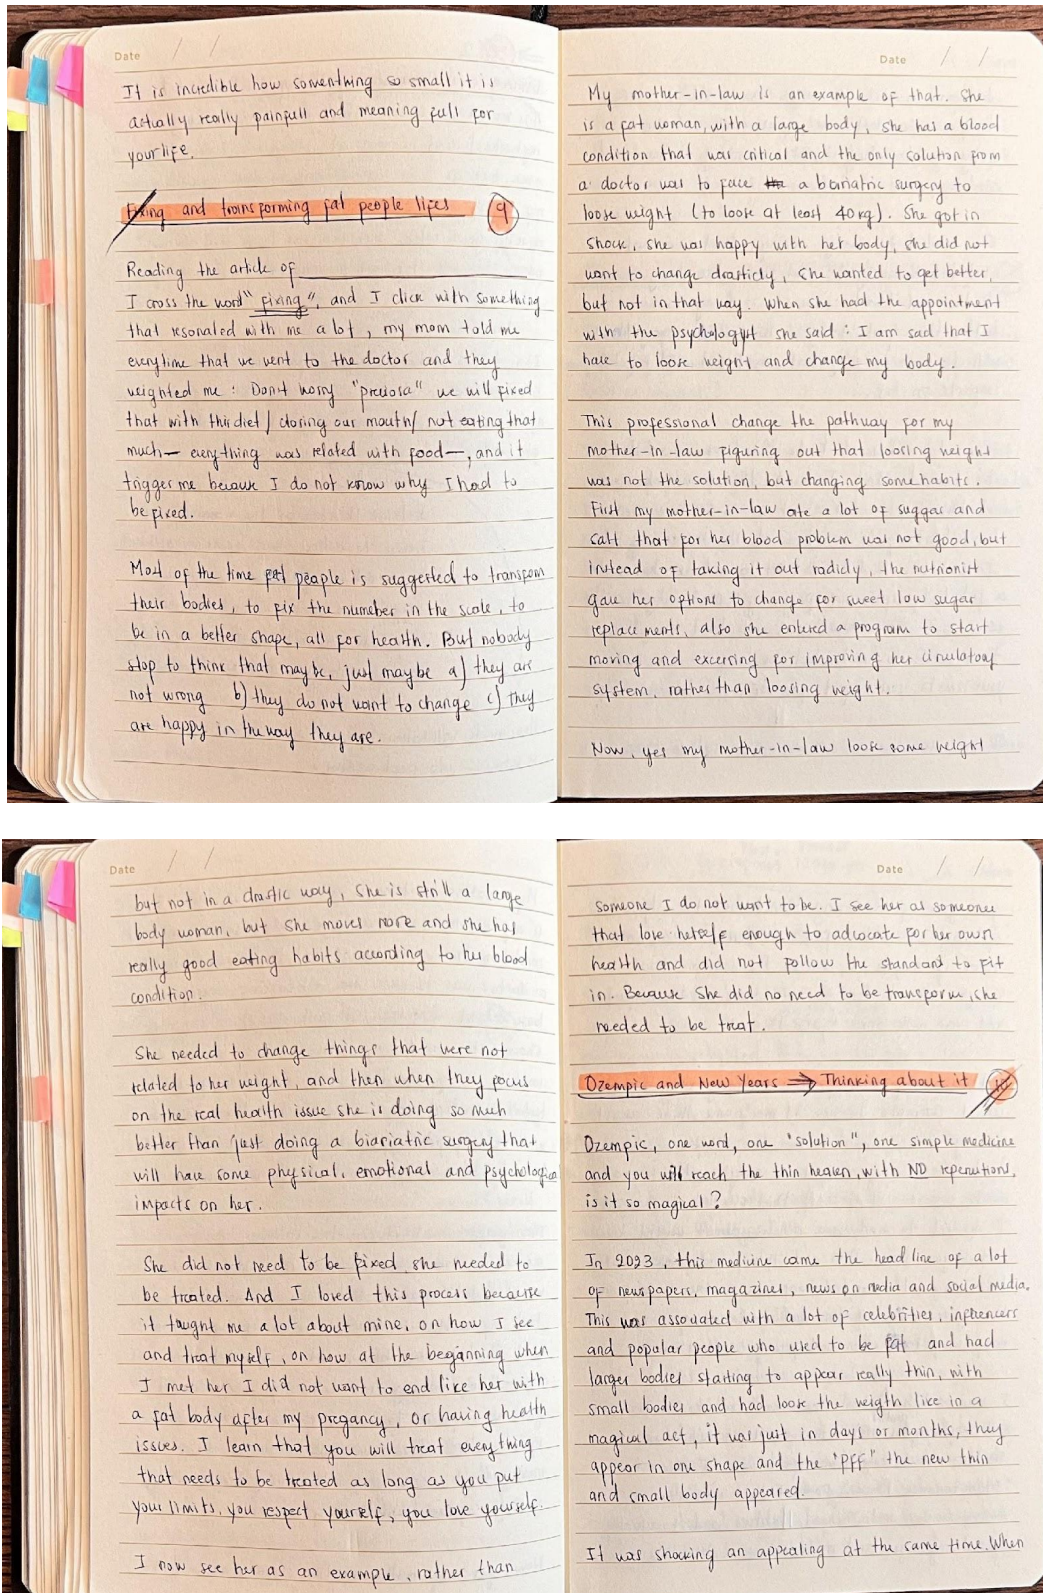 Date / /
It is incredible how somenthing so small it is
actually really painfull and meaning full for
your life.
Fixing and transforming fat people lifes 9
Reading the article of
I cross the word "fixing", and I click with something
that resonated with me a lot, my mom told me
everytime that we went to the doctor and they
weighted me: Don't worry "preciosa" we will fixed
that with this diet/ closing our mouth/ not eating that
much— everything was related with food—, and it
trigger me because I do not know why I had to
be fixed.
Most of the time fat people is suggested to transform
their bodies, to fix the number in the scale, to
be in a better shape, all for health. But nobody
stop to think that maybe, just maybe a) they are
not wrong b) they do not want to change c) They
are happy in the way they are.
Date / /
My mother-in-law is an example of that. She
is a fat woman, with a large body, she has a blood
condition that was critical and the only solution from
a doctor was to face a bariatric surgery to
loose weight (to loose at least 40 kg). She got in
shock, she was happy with her body, she did not
want to change drasticly, she wanted to get better,
but not in that way. When she had the appointment
with the psychologyst she said: I am sad that I
have to loose weight and change my body.
This professional change the pathway for my
mother-in-law figuring out that loosing weight
was not the solution, but changing some habits.
First my mother-in-law ate a lot of suggar and
salt that for her blood problem was not good, but
instead of taking it out radicly, the nutrionist
gave her options to change for sweet low sugar
replacements, also she entered a program to start
moving and excersing for improving her circulatory
system, rather than loosing weight.
Now, yes my mother-in-law loose some weight
Date / /
but not in a drastic way, she is still a large
body woman, but she moves more and she has
really good eating habits according to her blood
condition.
She needed to change things that were not
related to her weight, and then when they focus
on the real health issue she is doing so much
better than just doing a biariatric surgery that
will have some physical, emotional and psychological
impacts on her.
She did not need to be fixed, she needed to
be treated. And I loved this process because
it taught me a lot about mine, on how I see
and treat myself, on how at the beganning when
I met her I did not want to end like her with
a fat body after my pregancy, or having health
issues. I learn that you will treat everything
that needs to be treated as long as you put
your limits, you respect yourself, you love yourself.
I now see her as an example, rather than
Date / /
someone I do not want to be. I see her as someone
that love herself enough to advocate for her own
health and did not follow the standard to fit
in. Because she did no need to be transform, she
needed to be treat.
Ozempic and New Years ⇒ Thinking about it
Ozempic, one word, one "solution", one simple medicine
and you will reach the thin heaven, with NO repercutions,
is it so magical?
In 2023, this medicine came the head line of a lot
of newspapers, magazines, news on media and social media.
This was associated with a lot of celebrities, influencers
and popular people who used to be fat and had
larger bodies starting to appear really thin, with
small bodies and had loose the weigth like in a
magical act, it was just in days or months, they
appear in one shape and the "PFF" the new thin
and small body appeared.
It was shocking an appealing at the same time. When